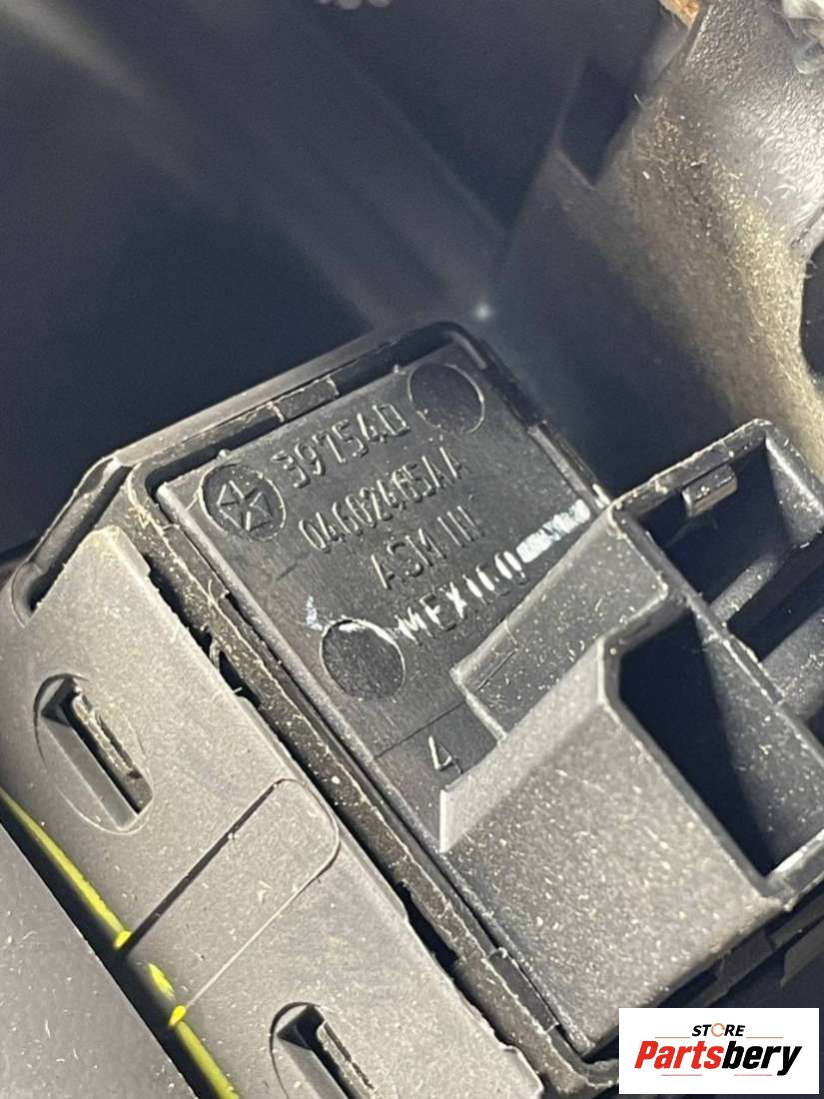 397540
04602465AA
ASM IN
MEXICO
4
STORE
Partsbery